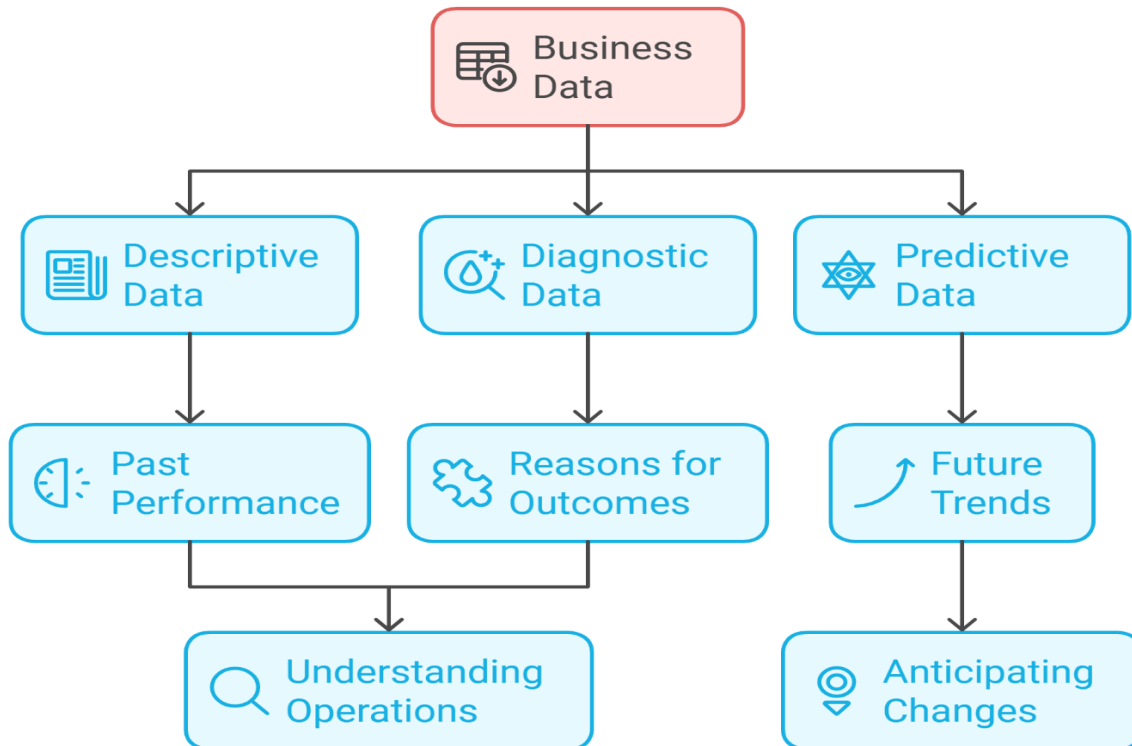 Business
Data
Descriptive
Data
Diagnostic
Data
Predictive
Data
Past
Performance
Reasons for
Outcomes
Future
Trends
Understanding
Operations
Anticipating
Changes